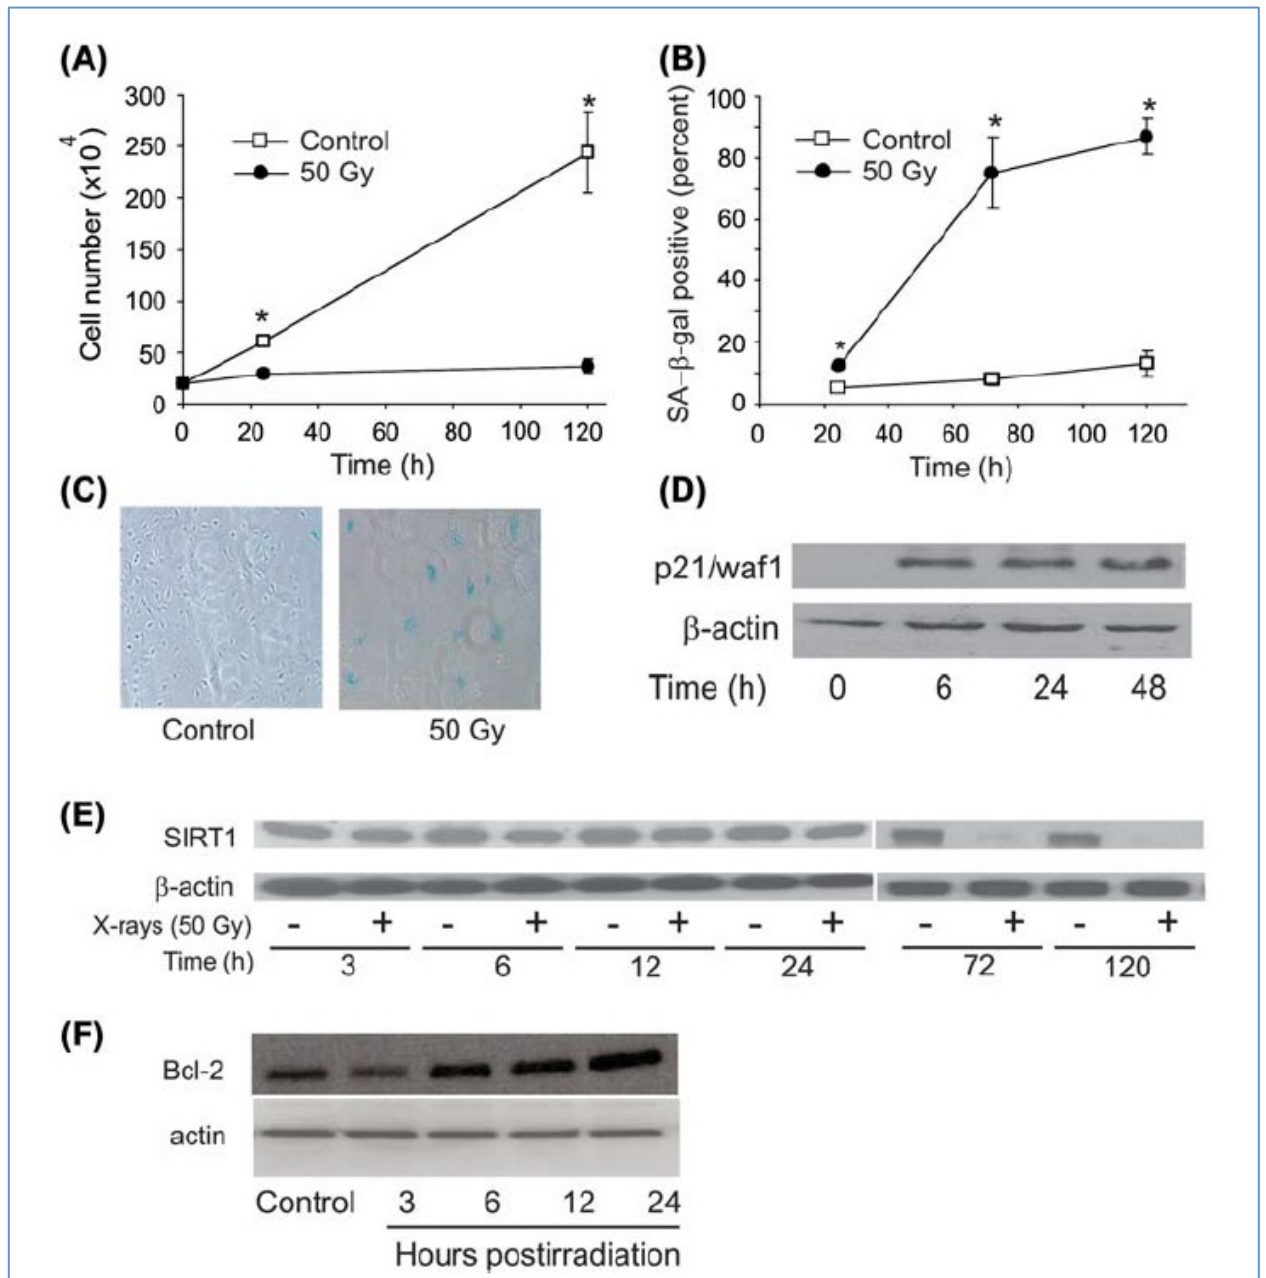 (A)
300
250
200
150
100
50
0
Cell number (x10⁴)
Control
50 Gy
*
*
0 20 40 60 80 100 120
Time (h)
(B)
100
80
60
40
20
0
SA-β-gal positive (percent)
Control
50 Gy
*
*
*
0 20 40 60 80 100 120
Time (h)
(C)
Control 50 Gy
(D)
p21/waf1
β-actin
Time (h) 0 6 24 48
(E)
SIRT1
β-actin
X-rays (50 Gy) - + - + - + - + - + - +
Time (h) 3 6 12 24 72 120
(F)
Bcl-2
actin
Control 3 6 12 24
Hours postirradiation